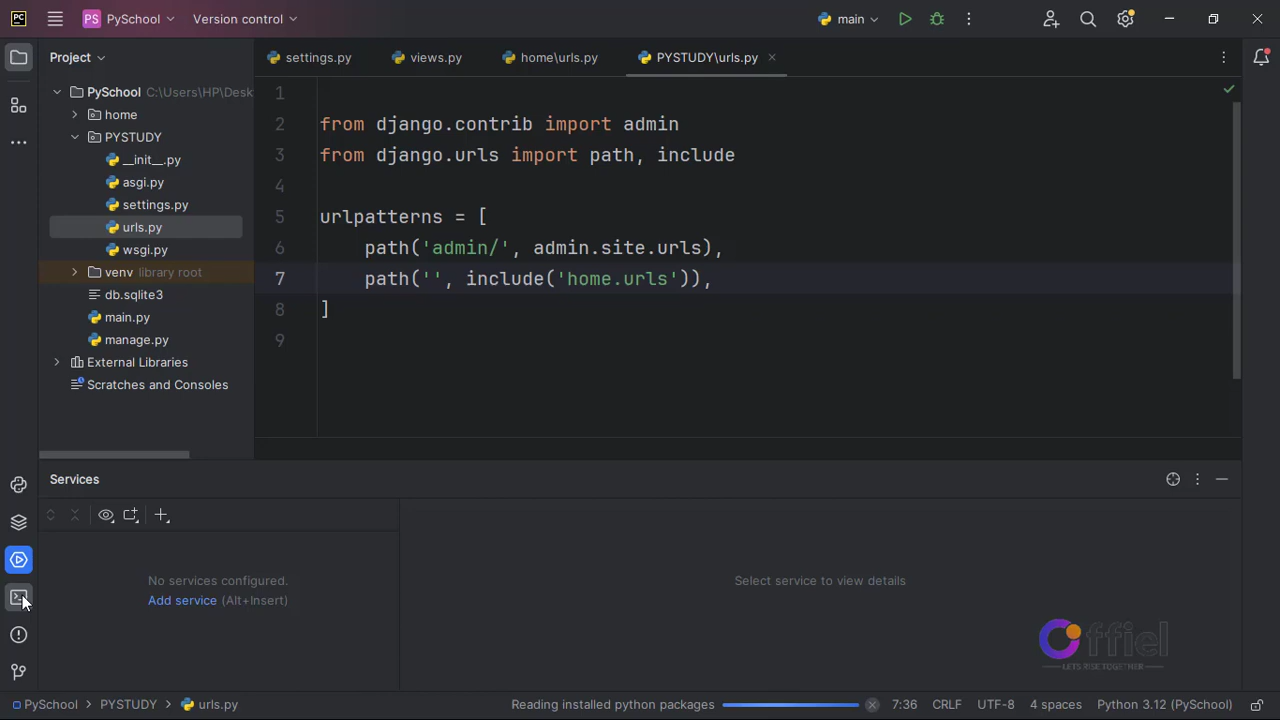 PC PS PySchool Version control main
Project settings.py views.py home\urls.py PYSTUDY\urls.py
PySchool C:\Users\HP\Desk
home
PYSTUDY
__init__.py
asgi.py
settings.py
urls.py
wsgi.py
venv library root
db.sqlite3
main.py
manage.py
External Libraries
Scratches and Consoles
1
2 from django.contrib import admin
3 from django.urls import path, include
4
5 urlpatterns = [
6 path('admin/', admin.site.urls),
7 path('', include('home.urls')),
8 ]
9
Services
No services configured.
Add service (Alt+Insert)
Select service to view details
Offiel
LETS RISE TOGETHER
PySchool PYSTUDY urls.py Reading installed python packages 7:36 CRLF UTF-8 4 spaces Python 3.12 (PySchool)